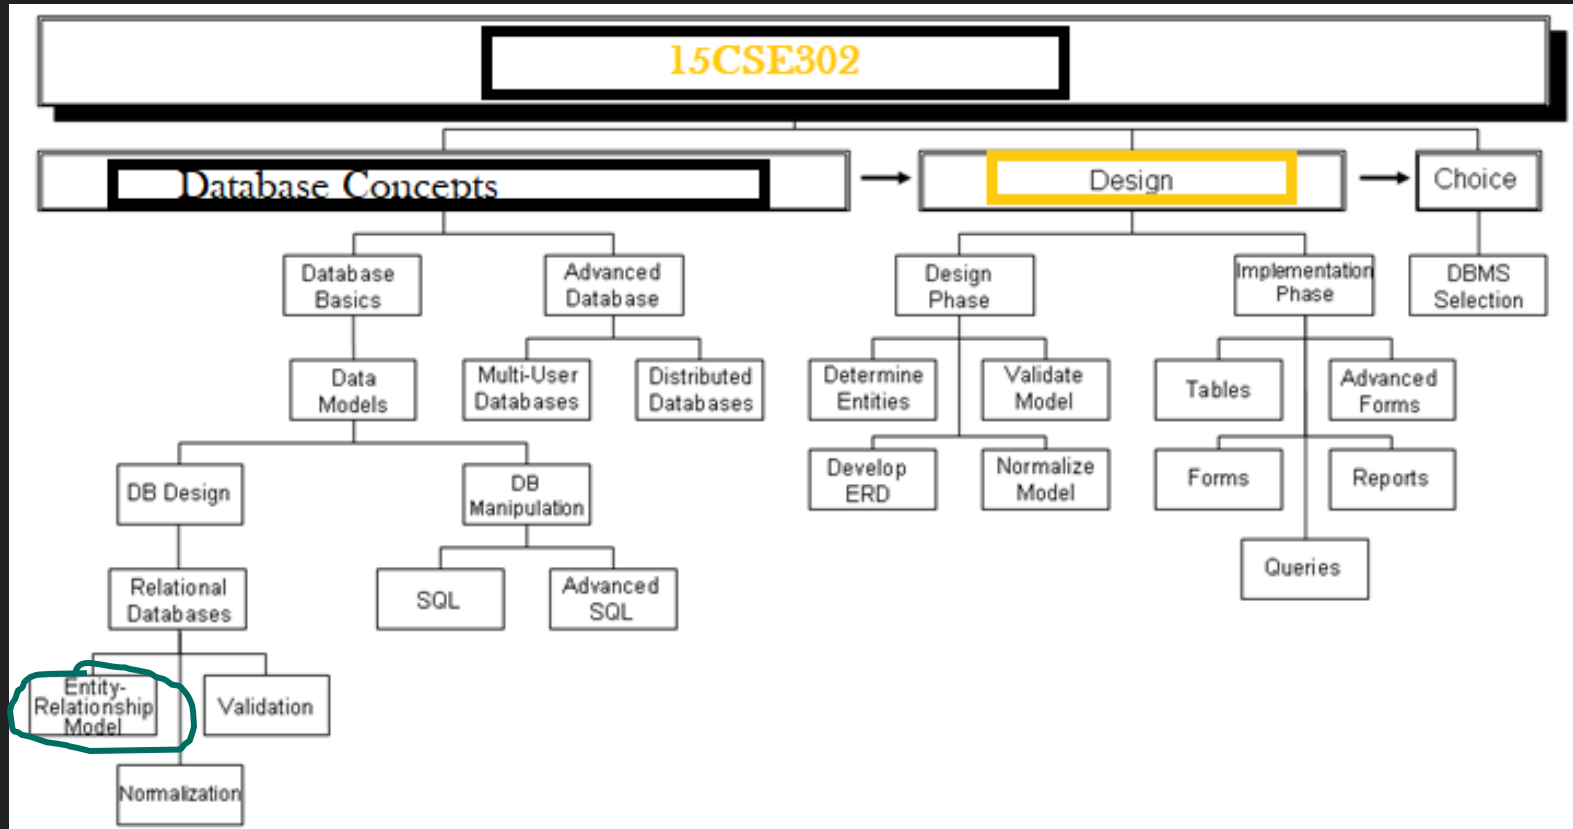 15CSE302
Database Concepts
Design
Choice
Database
Basics
Advanced
Database
Design
Phase
Implementation
Phase
DBMS
Selection
Data
Models
Multi-User
Databases
Distributed
Databases
Determine
Entities
Validate
Model
Tables
Advanced
Forms
DB Design
DB
Manipulation
Develop
ERD
Normalize
Model
Forms
Reports
Queries
Relational
Databases
SQL
Advanced
SQL
Entity-
Relationship
Model
Validation
Normalization